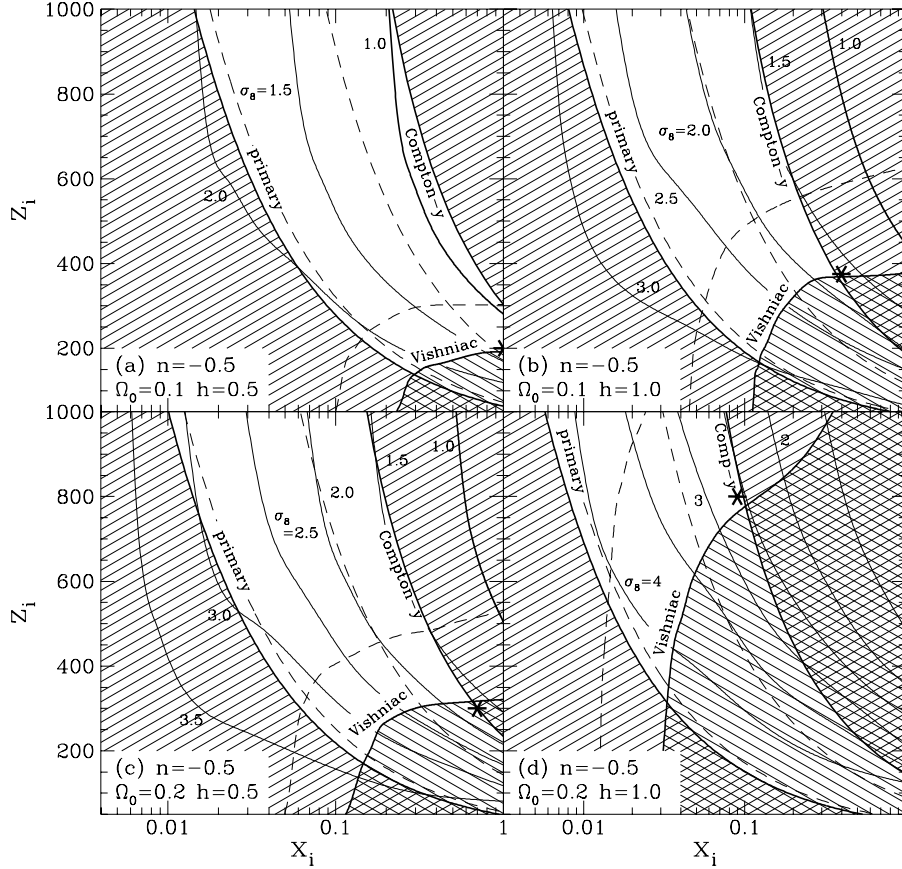 1000
800
600
400
200
Z_i
σ_8=1.5
1.0
2.0
primary
Compton-y
Vishniac
(a) n=−0.5
Ω_0=0.1 h=0.5
σ_8=2.0
2.5
3.0
1.5
1.0
primary
Compton-y
Vishniac
(b) n=−0.5
Ω_0=0.1 h=1.0
1000
800
600
400
200
Z_i
σ_8
=2.5
2.0
1.5
1.0
3.0
3.5
primary
Compton-y
Vishniac
(c) n=−0.5
Ω_0=0.2 h=0.5
primary
Comp y
2
3
σ_8=4
Vishniac
(d) n=−0.5
Ω_0=0.2 h=1.0
0.01 0.1 1
0.01 0.1
X_i
X_i